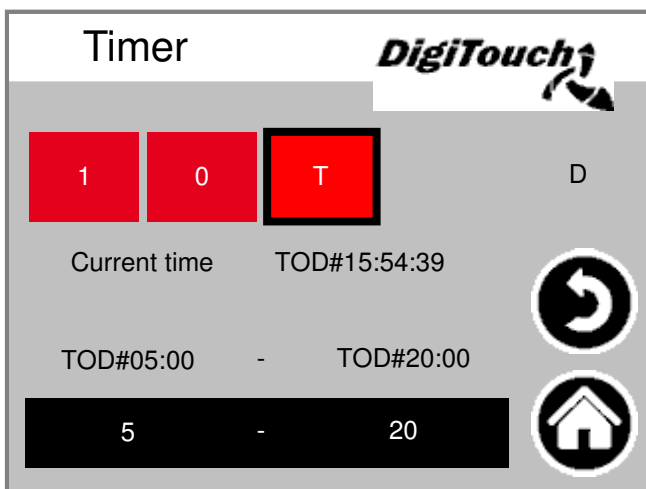 Timer DigiTouch
1 0 T D
Current time TOD#15:54:39
TOD#05:00 - TOD#20:00
5 - 20